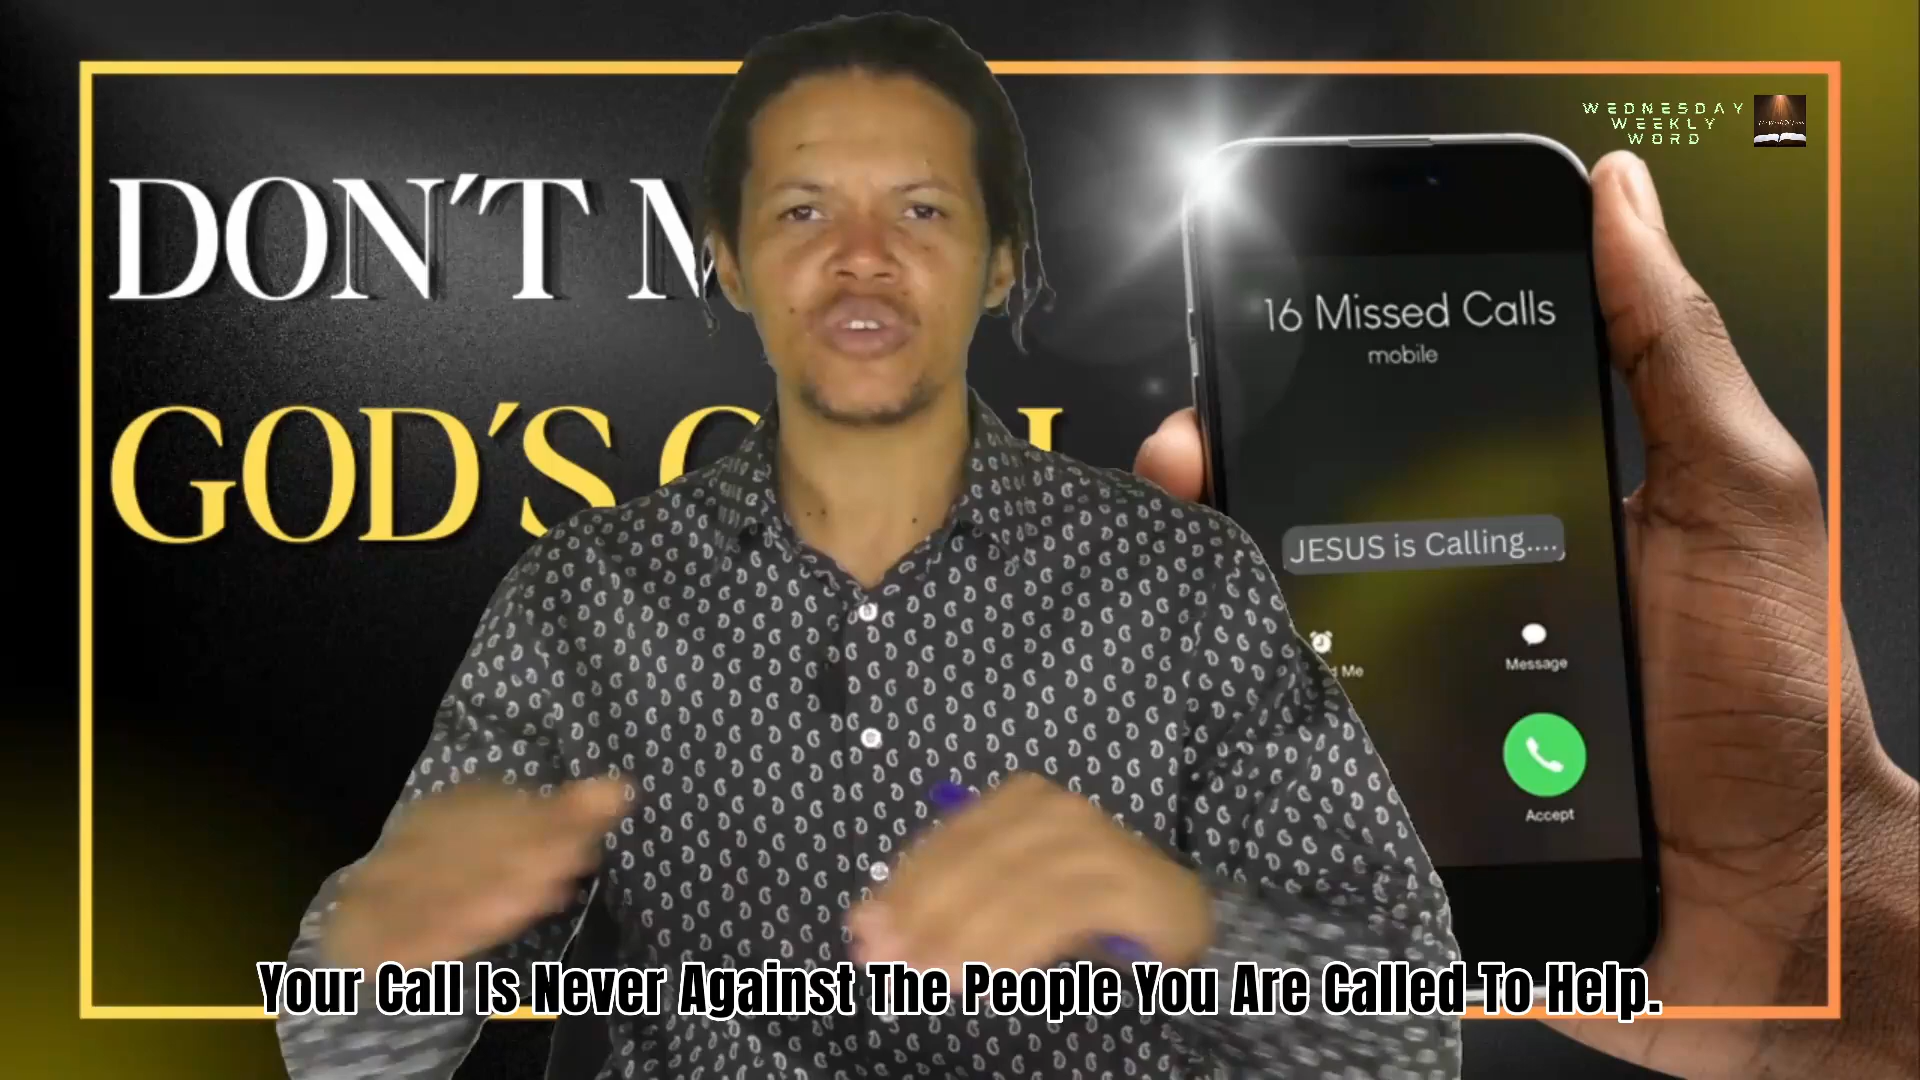 DON'T M
GOD'S C L
WEDNESDAY
WEEKLY
WORD
16 Missed Calls
mobile
JESUS is Calling....
d Me
Message
Accept
Your Call Is Never Against The People You Are Called To Help.